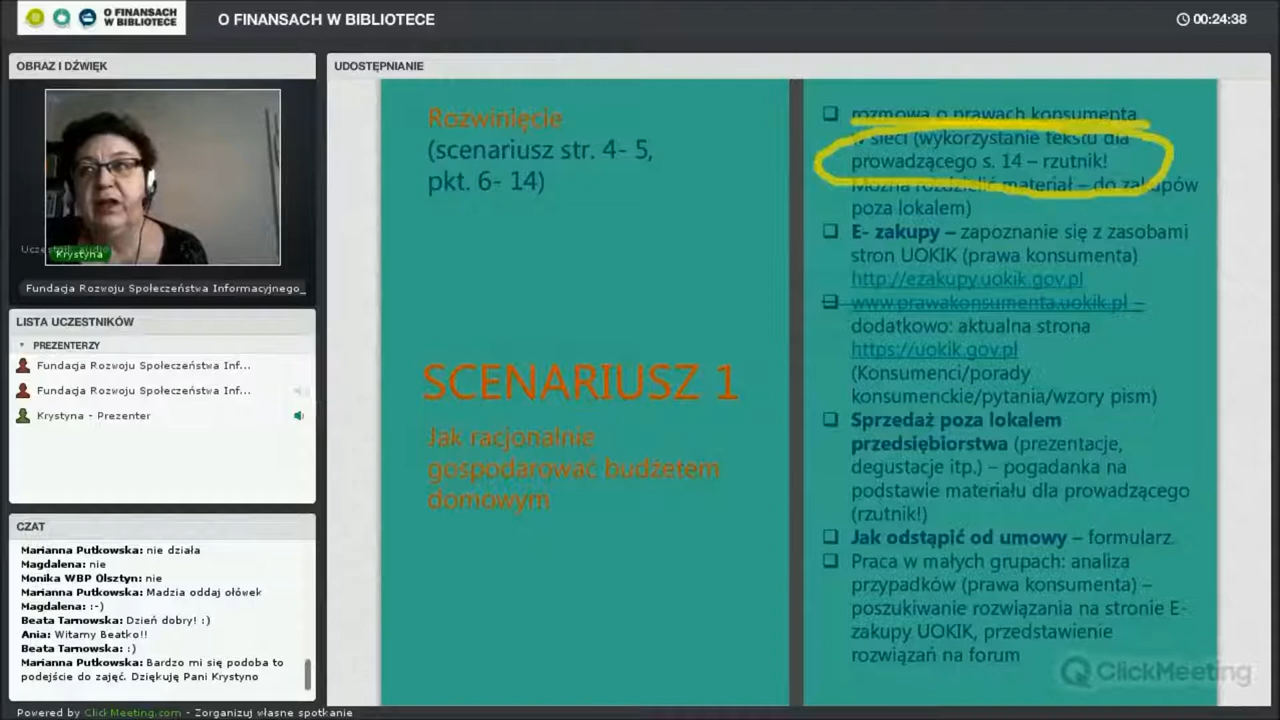 O FINANSACH
W BIBLIOTECE
O FINANSACH W BIBLIOTECE
00:24:38
OBRAZ I DŹWIĘK
Uczestnik audio
Krystyna
Fundacja Rozwoju Społeczeństwa Informacyjnego_
LISTA UCZESTNIKÓW
PREZENTERZY
Fundacja Rozwoju Społeczeństwa Inf...
Fundacja Rozwoju Społeczeństwa Inf...
Krystyna - Prezenter
CZAT
Marianna Putkowska: nie działa
Magdalena: nie
Monika WBP Olsztyn: nie
Marianna Putkowska: Madzia oddaj ołówek
Magdalena: :-)
Beata Tarnowska: Dzień dobry! :)
Ania: Witamy Beatko!!
Beata Tarnowska: :)
Marianna Putkowska: Bardzo mi się podoba to
podejście do zajęć. Dziękuję Pani Krystyno
UDOSTĘPNIANIE
Rozwinięcie
(scenariusz str. 4- 5,
pkt. 6- 14)
SCENARIUSZ 1
Jak racjonalnie
gospodarować budżetem
domowym
rozmowa o prawach konsumenta
w sieci (wykorzystanie tekstu dla
prowadzącego s. 14 – rzutnik!
Można rozdzielić materiał – do zakupów
poza lokalem)
E- zakupy – zapoznanie się z zasobami
stron UOKIK (prawa konsumenta)
http://ezakupy.uokik.gov.pl
www.prawakonsumenta.uokik.pl –
dodatkowo: aktualna strona
https://uokik.gov.pl
(Konsumenci/porady
konsumenckie/pytania/wzory pism)
Sprzedaż poza lokalem
przedsiębiorstwa (prezentacje,
degustacje itp.) – pogadanka na
podstawie materiału dla prowadzącego
(rzutnik!)
Jak odstąpić od umowy – formularz.
Praca w małych grupach: analiza
przypadków (prawa konsumenta) –
poszukiwanie rozwiązania na stronie E-
zakupy UOKIK, przedstawienie
rozwiązań na forum
ClickMeeting
Powered by ClickMeeting.com - Zorganizuj własne spotkanie